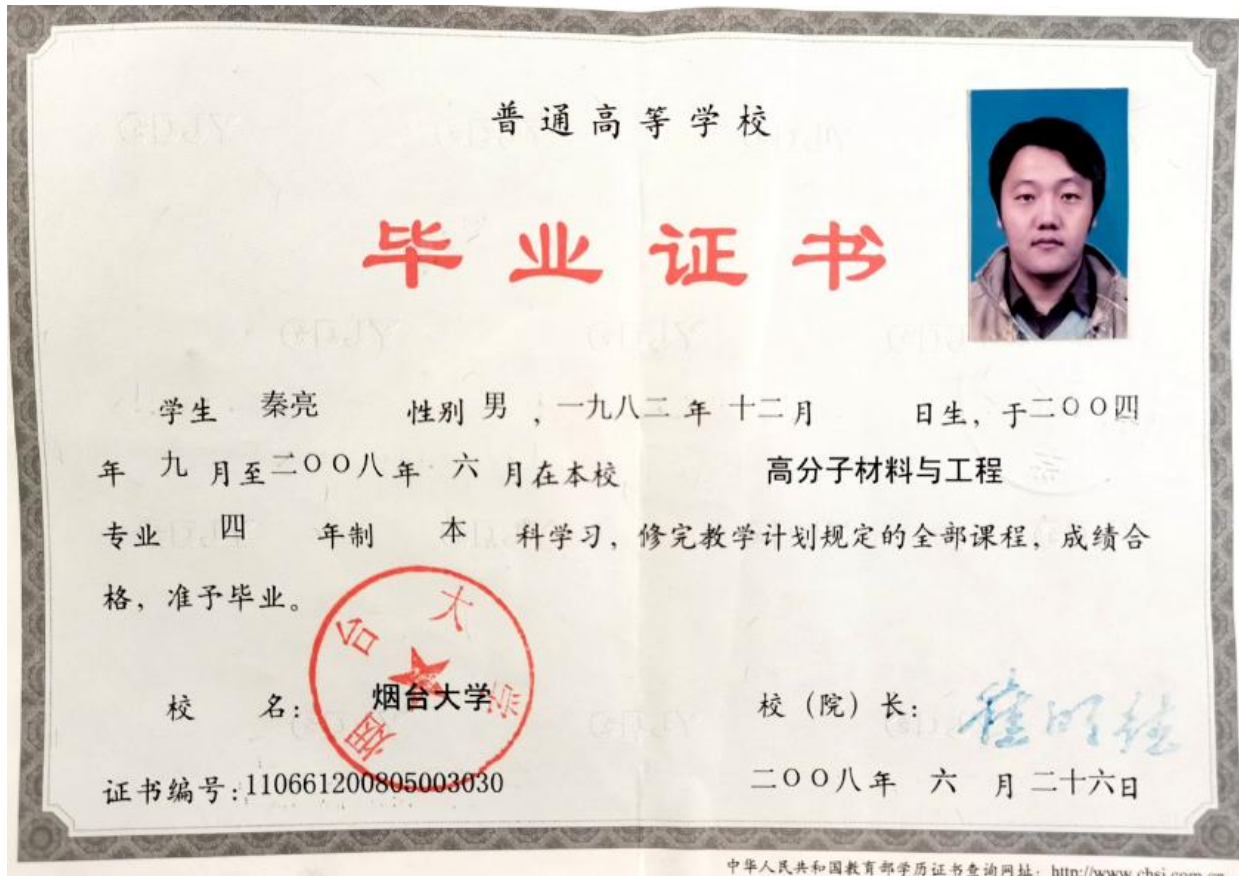 普通高等学校
毕业证书
学生 秦亮 性别 男 ，一九八二 年 十二月 日生，于二〇〇四
年 九 月至二〇〇八年 六 月在本校 高分子材料与工程
专业 四 年制 本 科学习，修完教学计划规定的全部课程，成绩合
格，准予毕业。
烟台大学
校 名：烟台大学 校（院）长：
证书编号:110661200805003030 二〇〇八年 六 月 二十六日
中华人民共和国教育部学历证书查询网址：http://www.chsi.com.cn